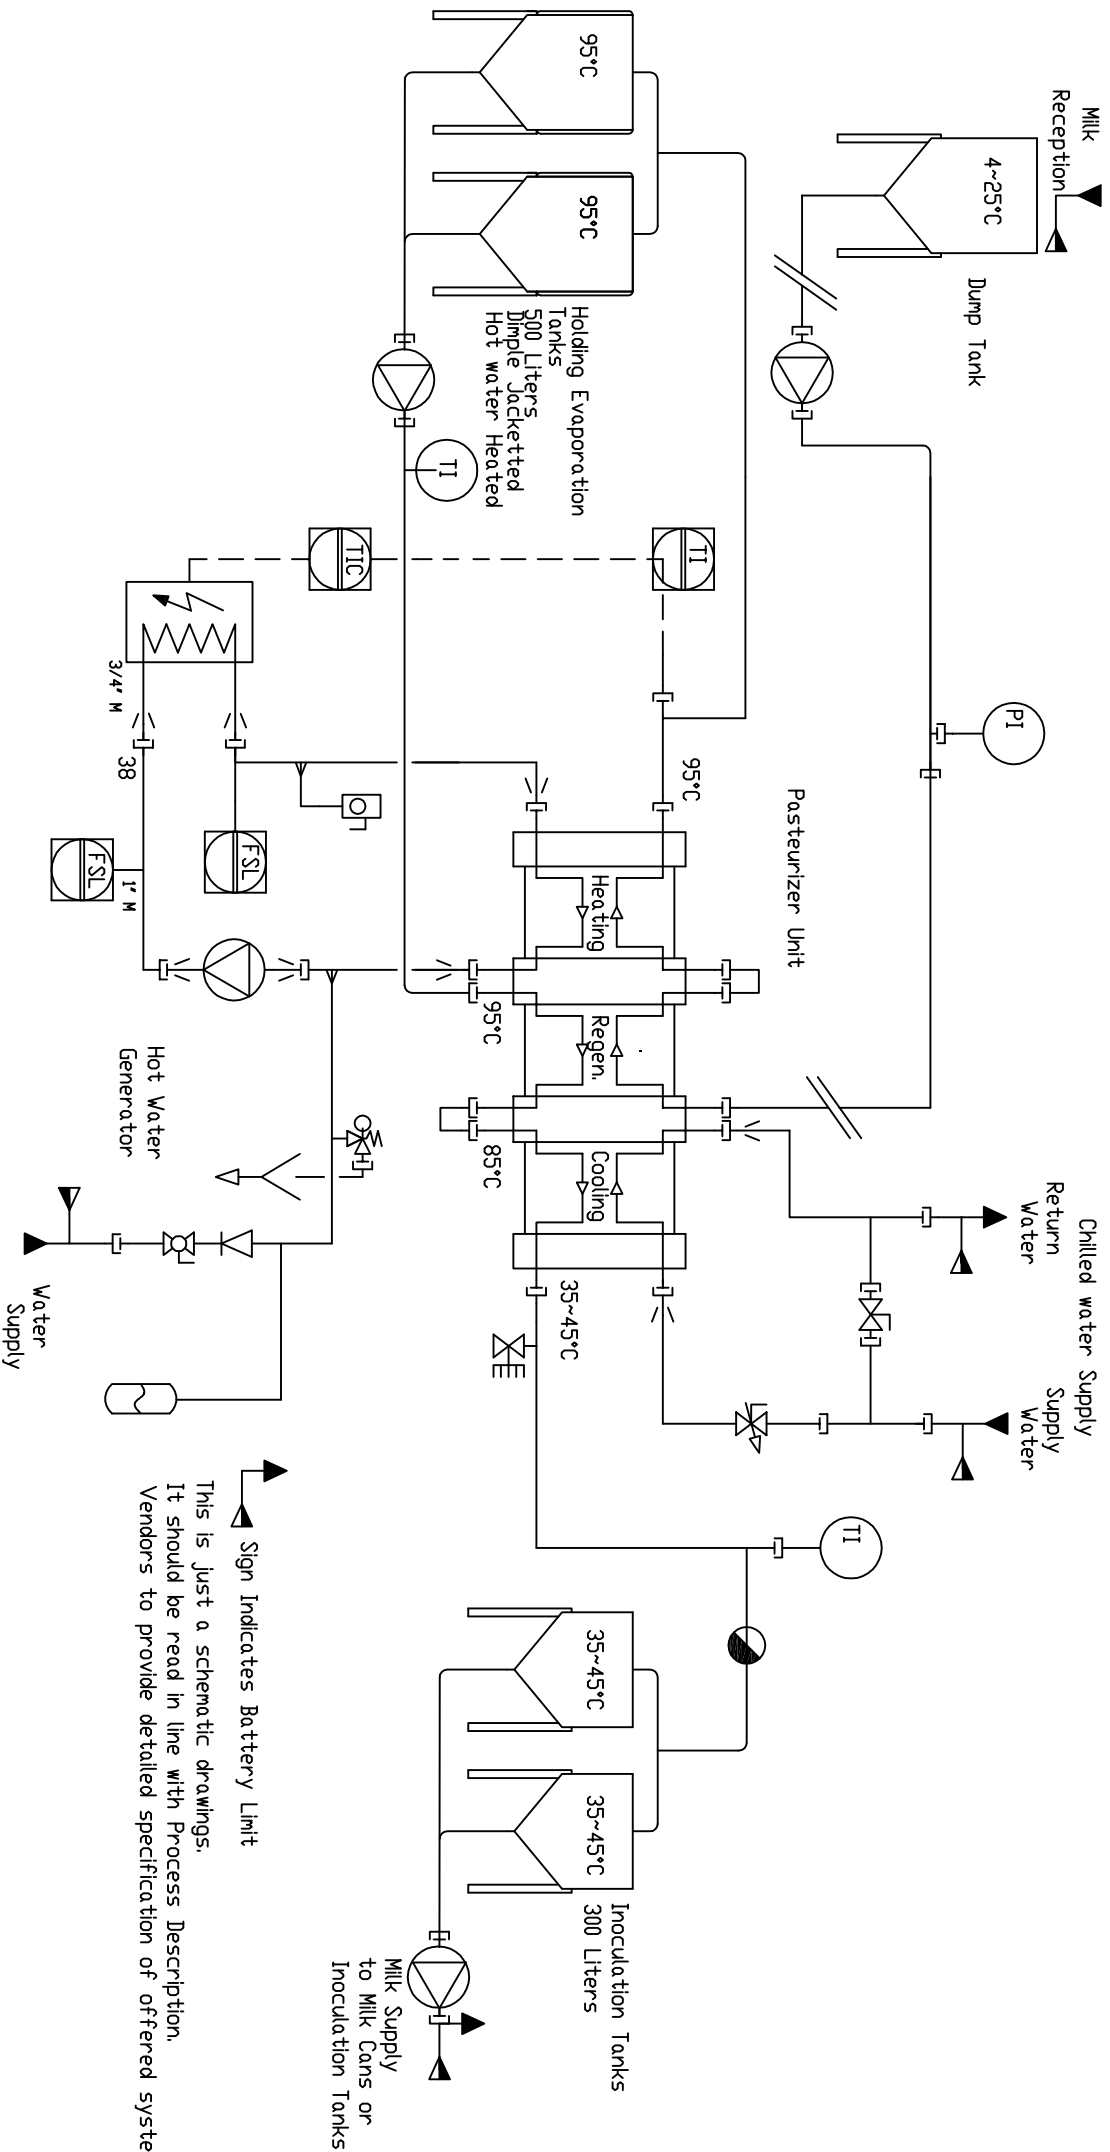 Milk
Reception
4~25°C
Dump Tank
95°C
95°C
Holding Evaporation
Tanks
500 Liters
Dimple Jacketted
Hot water Heated
TI
TIC
TI
PI
95°C
Pasteurizer Unit
Heating
Regen.
Cooling
95°C
85°C
35~45°C
3/4" M
38
FSL
FSL
1" M
Hot Water
Generator
Water
Supply
Chilled water Supply
Return
Water
Supply
Water
TI
35~45°C
35~45°C
Inoculation Tanks
300 Liters
Milk Supply
to Milk Cans or
Inoculation Tanks
Sign Indicates Battery Limit
This is just a schematic drawings.
It should be read in line with Process Description.
Vendors to provide detailed specification of offered syste